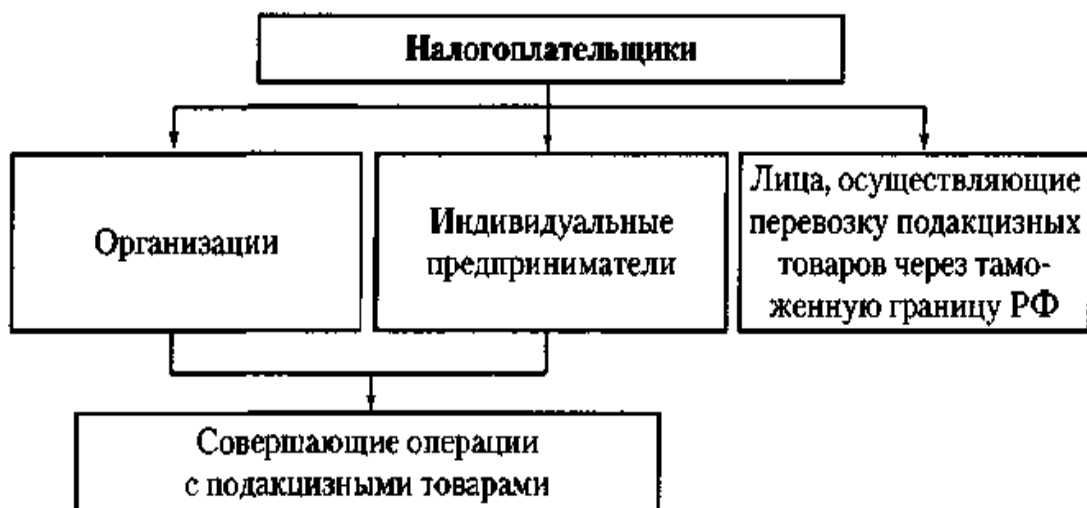 Налогоплательщики
Организации
Индивидуальные
предприниматели
Лица, осуществляющие
перевозку подакцизных
товаров через тамо-
женную границу РФ
Совершающие операции
с подакцизными товарами